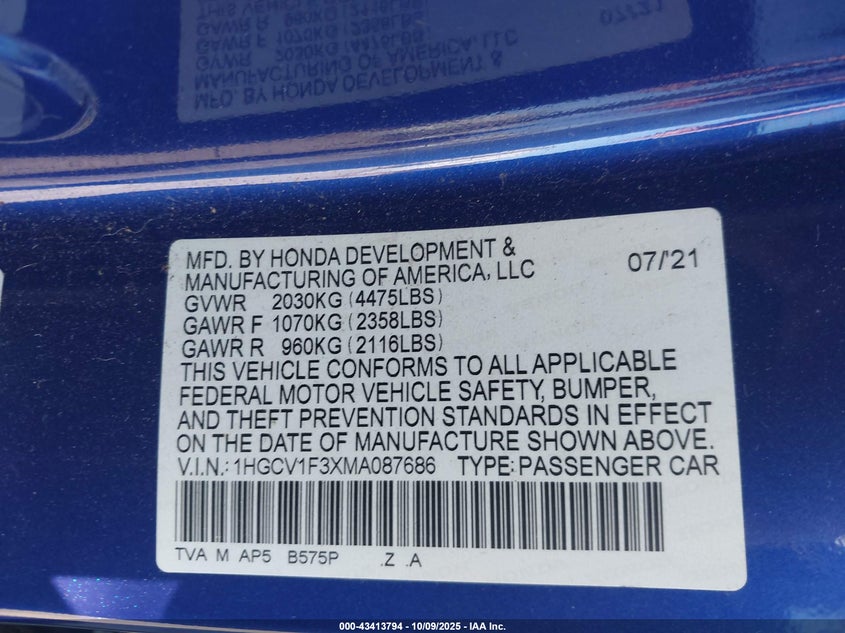 MFD. BY HONDA DEVELOPMENT &
MANUFACTURING OF AMERICA, LLC 07/'21
GVWR 2030KG (4475LBS)
GAWR F 1070KG (2358LBS)
GAWR R 960KG (2116LBS)
THIS VEHICLE CONFORMS TO ALL APPLICABLE
FEDERAL MOTOR VEHICLE SAFETY, BUMPER,
AND THEFT PREVENTION STANDARDS IN EFFECT
ON THE DATE OF MANUFACTURE SHOWN ABOVE.
V.I.N.: 1HGCV1F3XMA087686 TYPE: PASSENGER CAR
TVA M AP5 B575P .Z .A
000-43413794 - 10/09/2025 - IAA Inc.